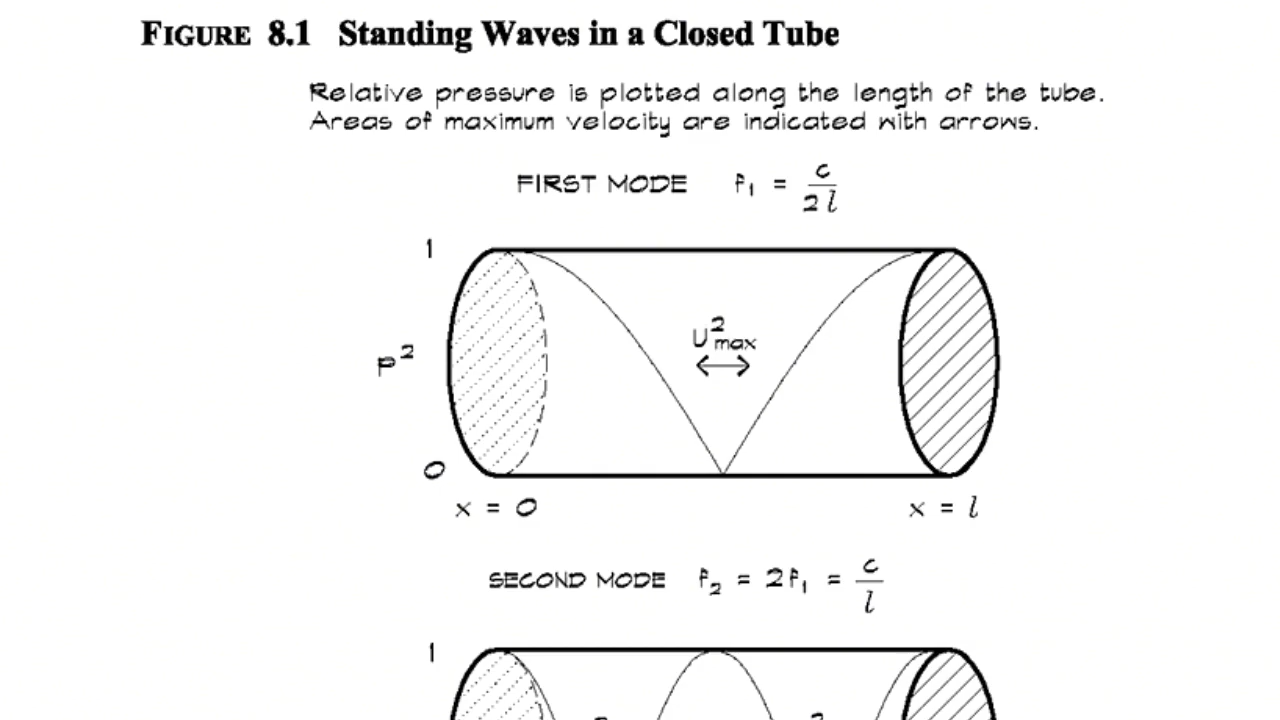 FIGURE 8.1 Standing Waves in a Closed Tube
Relative pressure is plotted along the length of the tube.
Areas of maximum velocity are indicated with arrows.
FIRST MODE f₁ = c / 2 l
1
U²max
p²
0
x = 0 x = l
SECOND MODE f₂ = 2f₁ = c / l
1